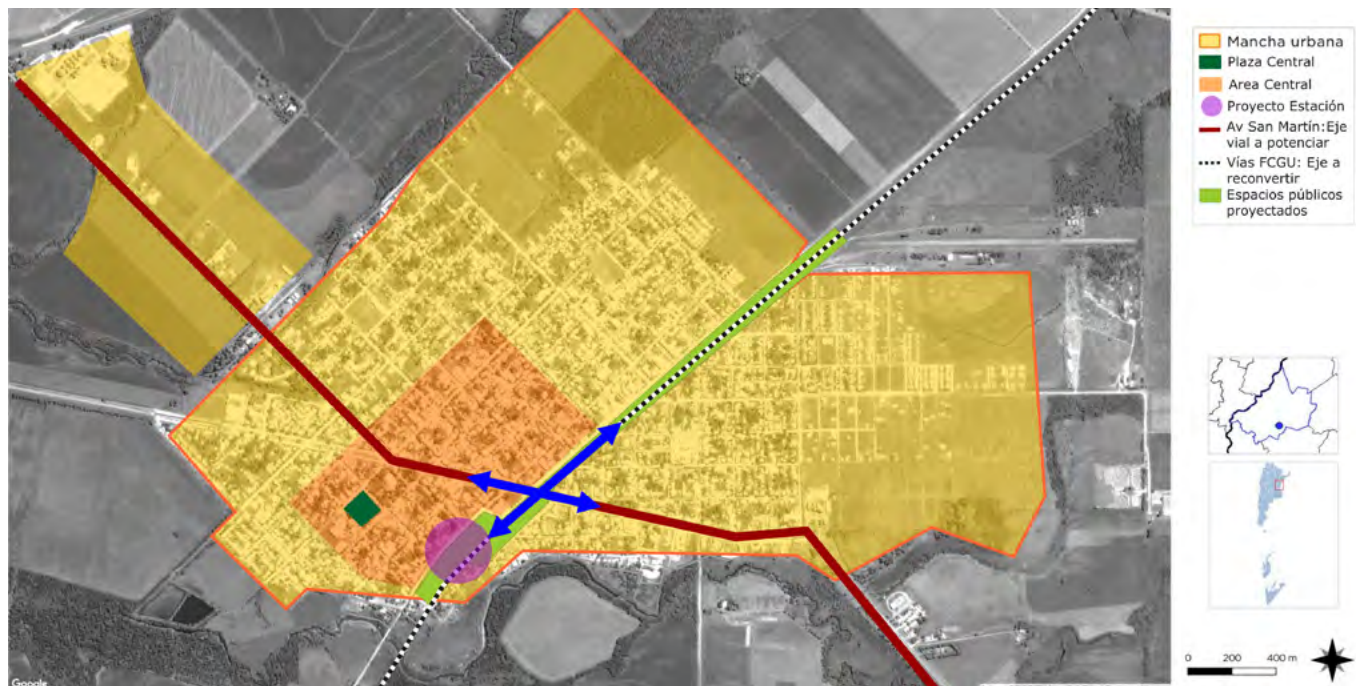 Mancha urbana
Plaza Central
Area Central
Proyecto Estación
Av San Martín:Eje
vial a potenciar
Vías FCGU: Eje a
reconvertir
Espacios públicos
proyectados
0 200 400 m
Google